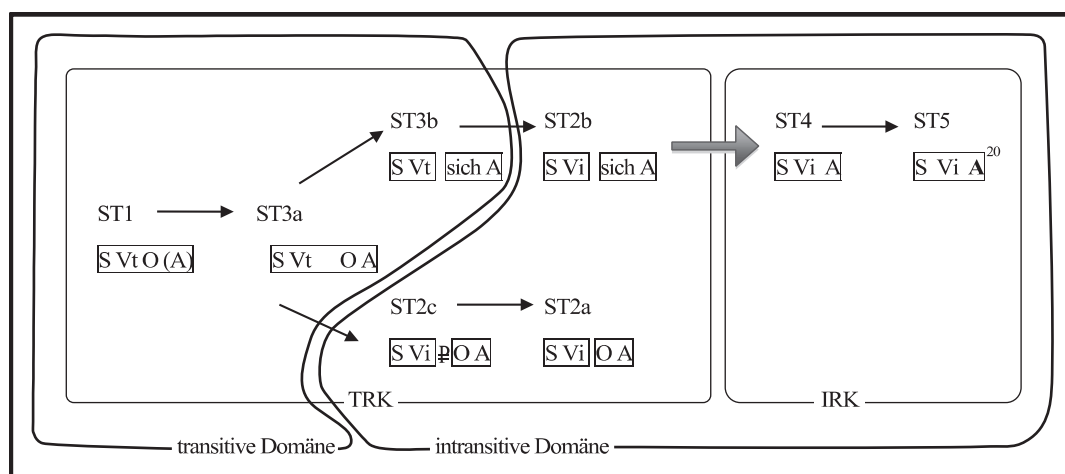 ST3b ST2b ST4 ST5
S Vt sich A S Vi sich A S Vi A S Vi A 20
ST1 ST3a
S Vt O (A) S Vt O A
ST2c ST2a
S Vi P O A S Vi O A
TRK IRK
transitive Domäne intransitive Domäne